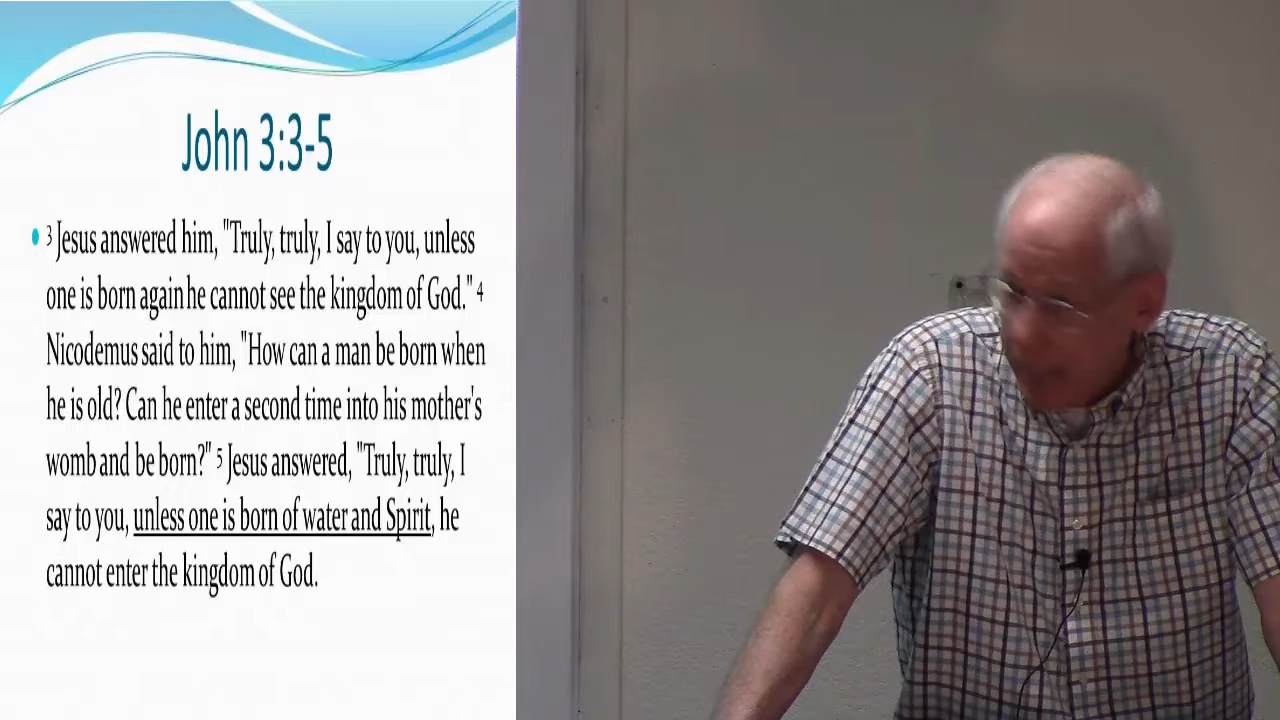 John 3:3-5
3 Jesus answered him, "Truly, truly, I say to you, unless
one is born again he cannot see the kingdom of God." 4
Nicodemus said to him, "How can a man be born when
he is old? Can he enter a second time into his mother's
womb and be born?" 5 Jesus answered, "Truly, truly, I
say to you, unless one is born of water and Spirit, he
cannot enter the kingdom of God.